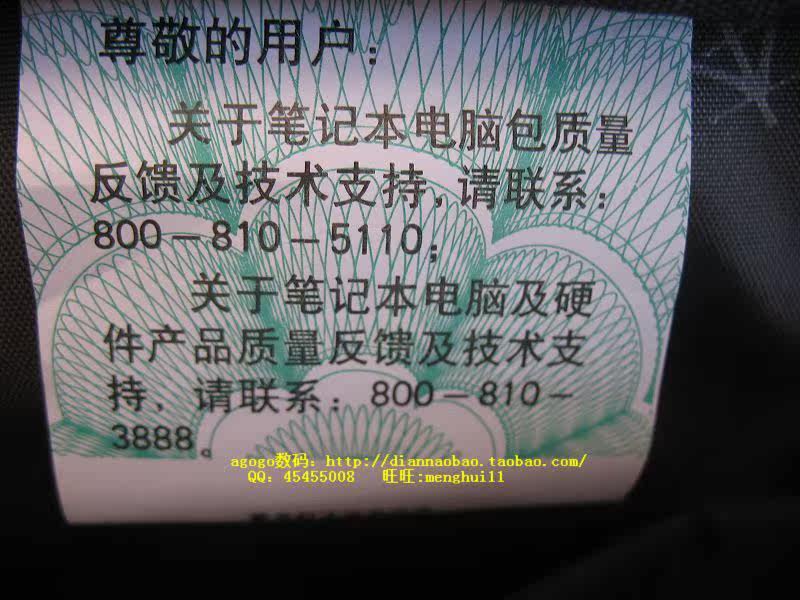 尊敬的用户：
关于笔记本电脑包质量
反馈及技术支持，请联系：
800-810-5110；
关于笔记本电脑及硬
件产品质量反馈及技术支
持，请联系：800-810-
3888。
agogo数码：http://diannaobao.taobao.com/
QQ：45455008 旺旺:menghui11